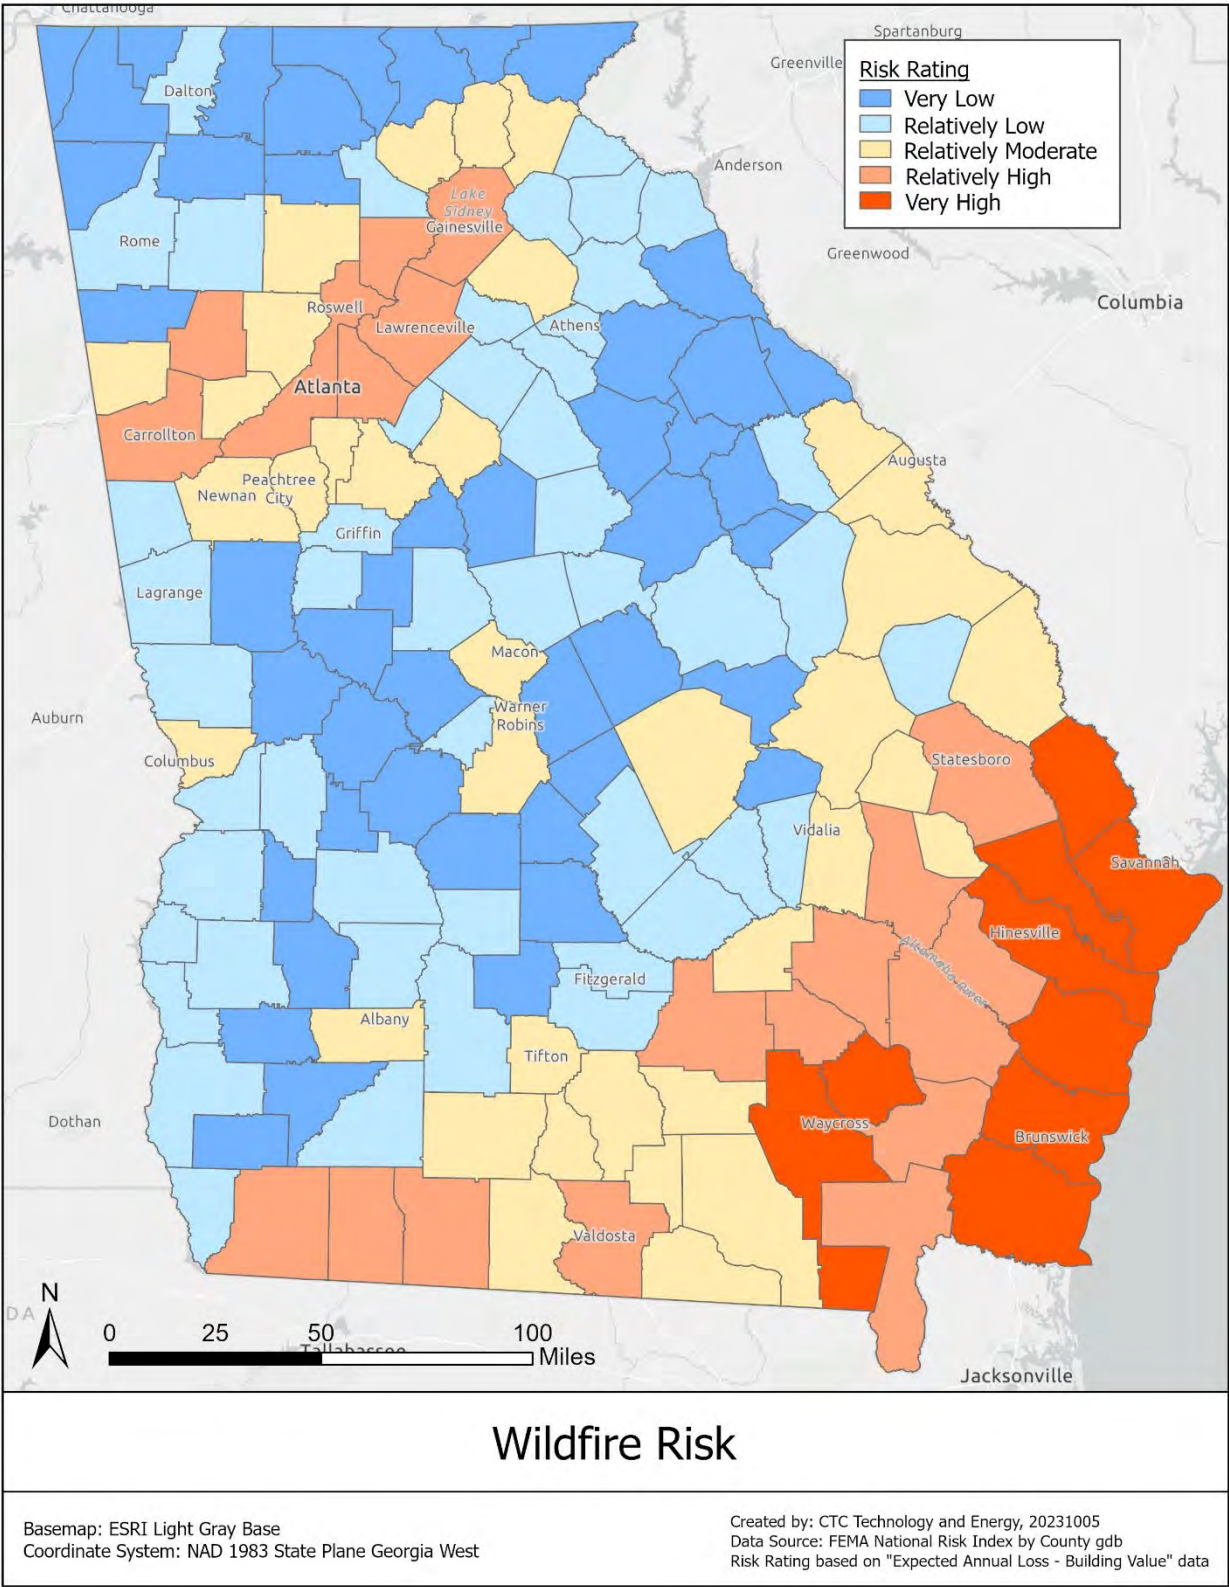 Chattanooga
Spartanburg
Greenville
Risk Rating
Very Low
Relatively Low
Relatively Moderate
Relatively High
Very High
Dalton
Anderson
Lake
Sidney
Gainesville
Rome
Greenwood
Columbia
Roswell
Lawrenceville
Athens
Atlanta
Carrollton
Augusta
Peachtree
City
Newnan
Griffin
Lagrange
Macon
Auburn
Warner
Robins
Columbus
Statesboro
Vidalia
Savannah
Hinesville
Altamaha River
Fitzgerald
Albany
Tifton
Dothan
Waycross
Brunswick
Valdosta
N
DA
0 25 50 100
Miles
Tallahassee
Jacksonville
Wildfire Risk
Basemap: ESRI Light Gray Base
Coordinate System: NAD 1983 State Plane Georgia West
Created by: CTC Technology and Energy, 20231005
Data Source: FEMA National Risk Index by County gdb
Risk Rating based on "Expected Annual Loss - Building Value" data